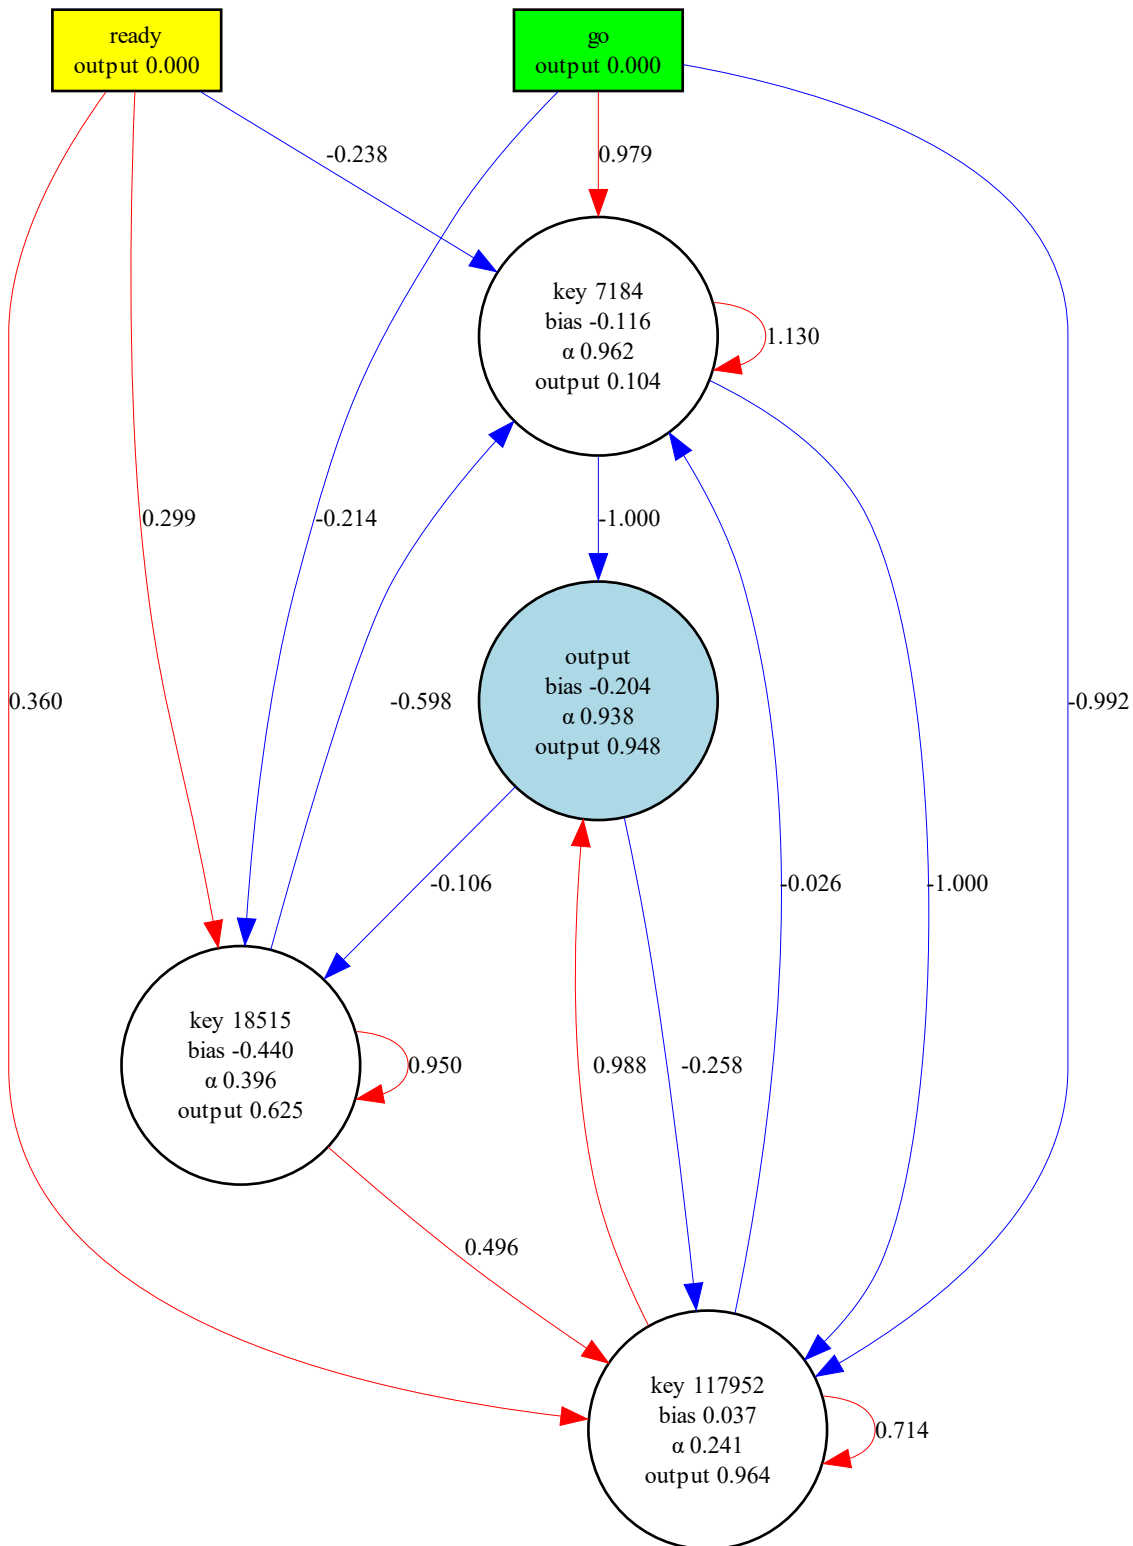 ready
output 0.000
go
output 0.000
-0.238
0.979
key 7184
bias -0.116
α 0.962
output 0.104
1.130
0.299
-0.214
-1.000
output
bias -0.204
α 0.938
output 0.948
0.360
-0.598
-0.992
-0.106
-0.026
-1.000
key 18515
bias -0.440
α 0.396
output 0.625
0.950
0.988
-0.258
0.496
key 117952
bias 0.037
α 0.241
output 0.964
0.714